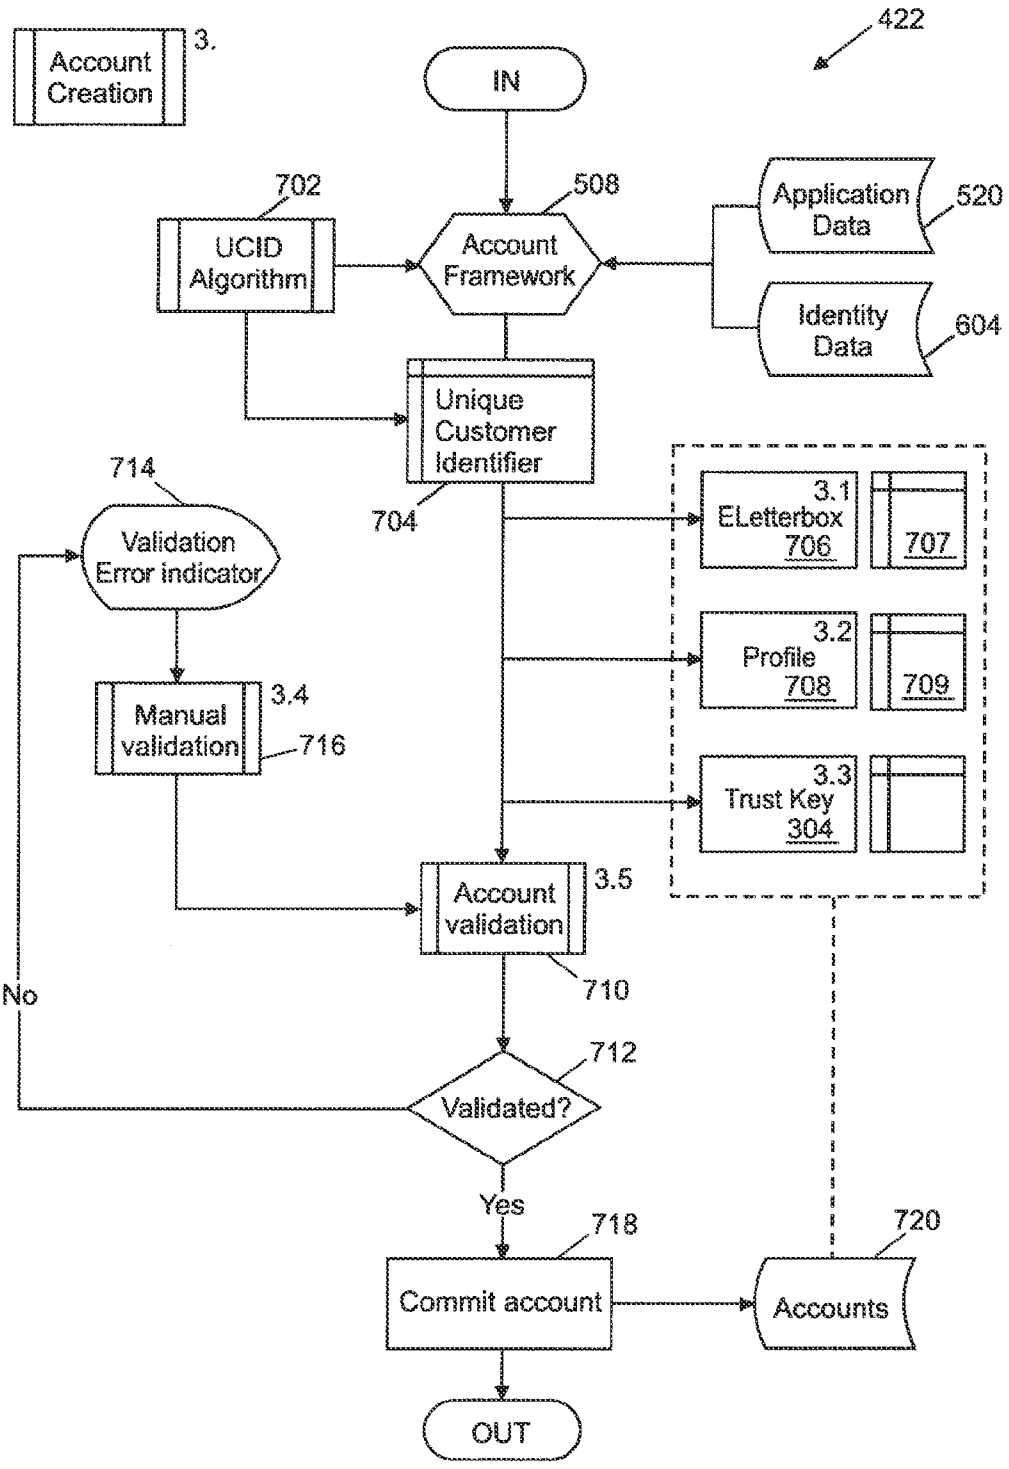 422
3.
Account
Creation
IN
702
508
Application
Data
520
UCID
Algorithm
Account
Framework
Identity
Data
604
Unique
Customer
Identifier
704
714
Validation
Error indicator
3.1
ELetterbox
706
707
3.2
Profile
708
709
3.4
Manual
validation
716
3.3
Trust Key
304
3.5
Account
validation
710
No
712
Validated?
Yes
718
720
Commit account
Accounts
OUT